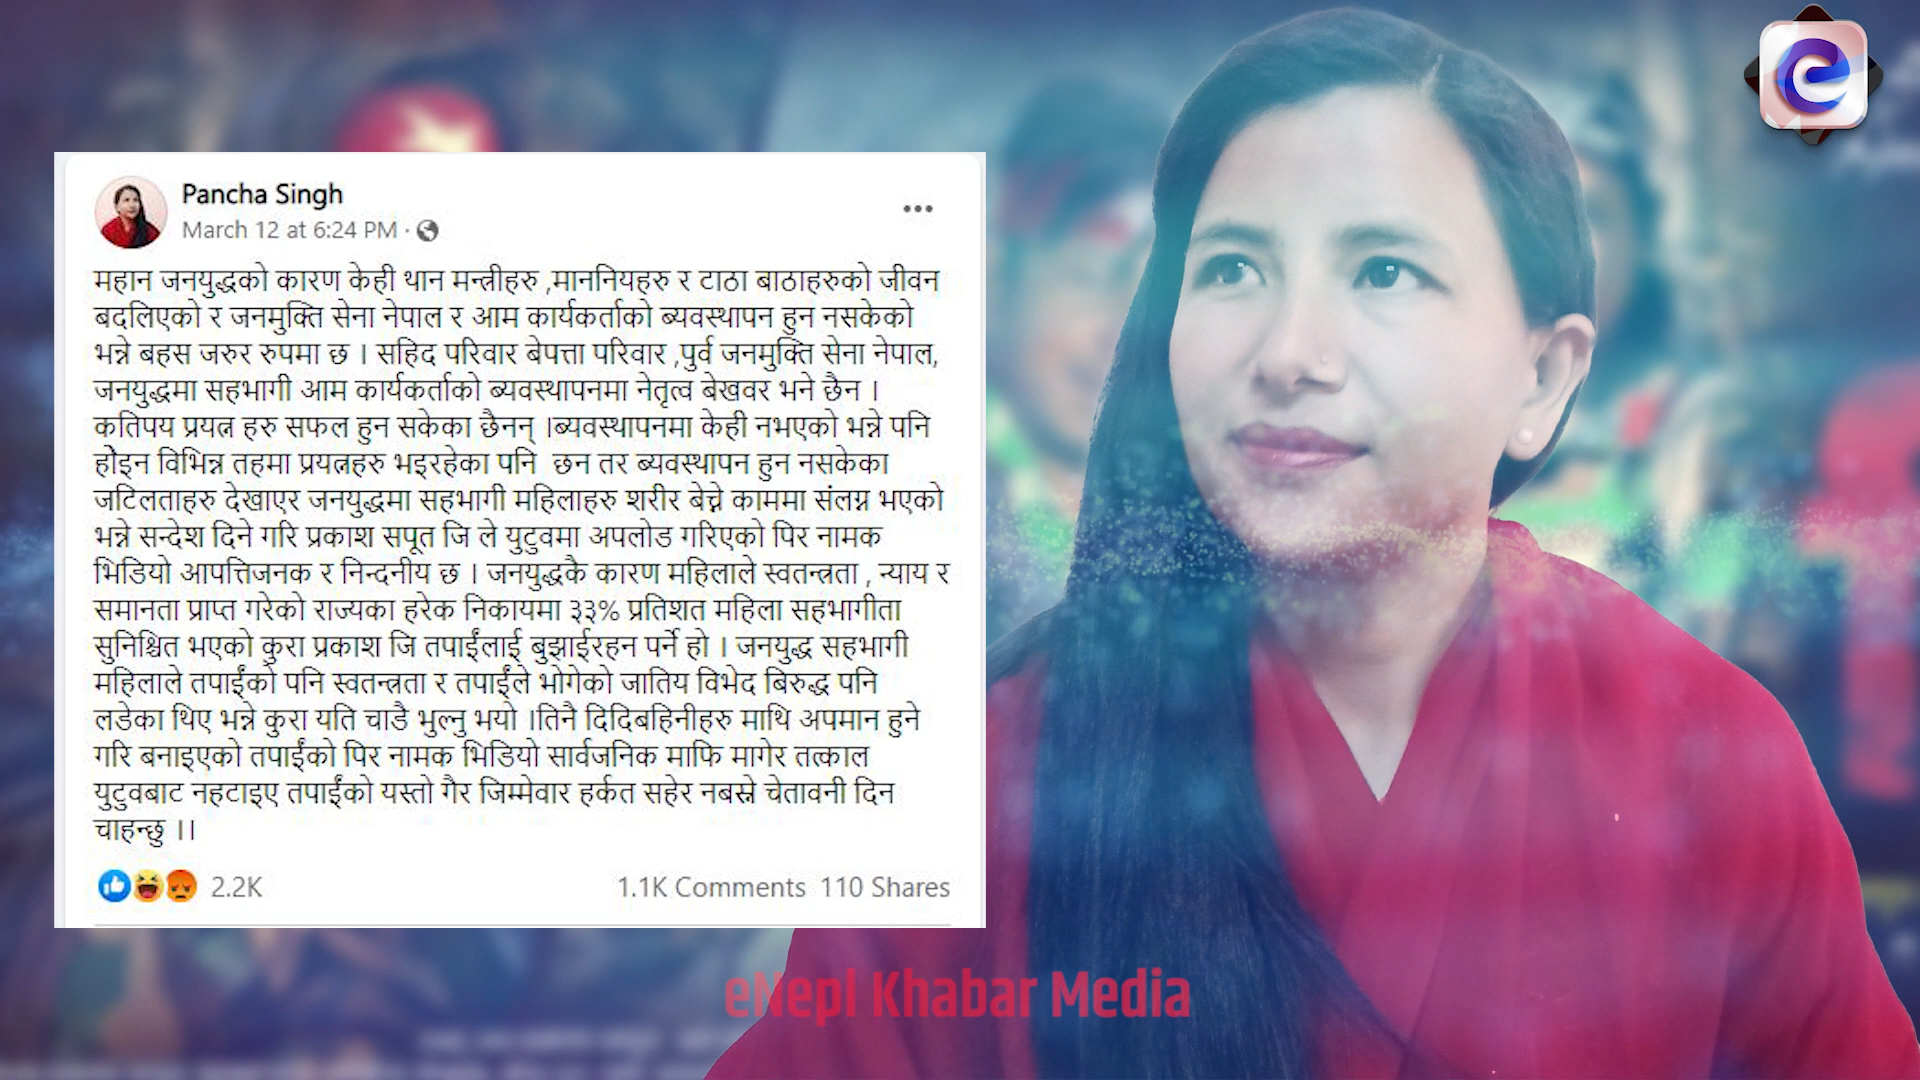 Pancha Singh
March 12 at 6:24 PM ·
महान जनयुद्धको कारण केही थान मन्त्रीहरु ,माननियहरु र टाठा बाठाहरुको जीवन
बदलिएको र जनमुक्ति सेना नेपाल र आम कार्यकर्ताको ब्यवस्थापन हुन नसकेको
भन्ने बहस जरुर रुपमा छ । सहिद परिवार बेपत्ता परिवार ,पुर्व जनमुक्ति सेना नेपाल,
जनयुद्धमा सहभागी आम कार्यकर्ताको ब्यवस्थापनमा नेतृत्व बेखवर भने छैन ।
कतिपय प्रयत्न हरु सफल हुन सकेका छैनन् ।ब्यवस्थापनमा केही नभएको भन्ने पनि
होइन विभिन्न तहमा प्रयत्नहरु भइरहेका पनि छन तर ब्यवस्थापन हुन नसकेका
जटिलताहरु देखाएर जनयुद्धमा सहभागी महिलाहरु शरीर बेच्ने काममा संलग्न भएको
भन्ने सन्देश दिने गरि प्रकाश सपूत जि ले युटुवमा अपलोड गरिएको पिर नामक
भिडियो आपत्तिजनक र निन्दनीय छ । जनयुद्धकै कारण महिलाले स्वतन्त्रता , न्याय र
समानता प्राप्त गरेको राज्यका हरेक निकायमा ३३% प्रतिशत महिला सहभागीता
सुनिश्चित भएको कुरा प्रकाश जि तपाईंलाई बुझाईरहन पर्ने हो । जनयुद्ध सहभागी
महिलाले तपाईंको पनि स्वतन्त्रता र तपाईंले भोगेको जातिय विभेद बिरुद्ध पनि
लडेका थिए भन्ने कुरा यति चाडै भुल्नु भयो ।तिनै दिदिबहिनीहरु माथि अपमान हुने
गरि बनाइएको तपाईंको पिर नामक भिडियो सार्वजनिक माफि मागेर तत्काल
युटुवबाट नहटाइए तपाईंको यस्तो गैर जिम्मेवार हर्कत सहेर नबस्ने चेतावनी दिन
चाहन्छु ।।
2.2K
1.1K Comments 110 Shares
eNepl Khabar Media